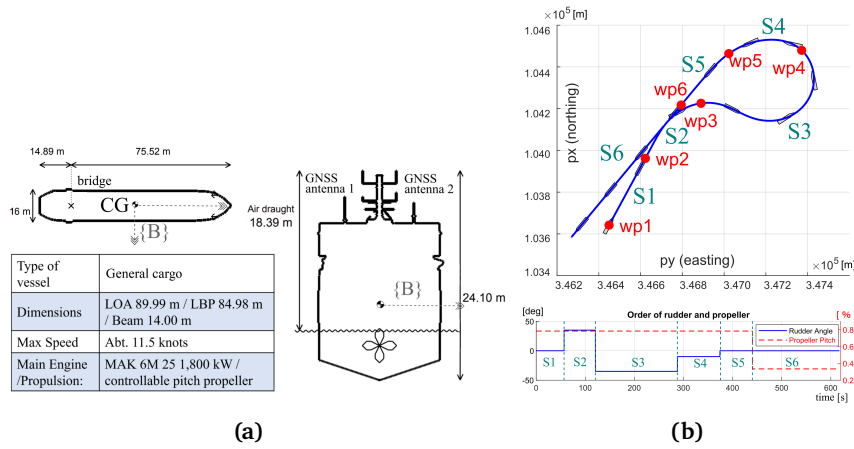 14.89 m
75.52 m
bridge
16 m
CG
{B}
GNSS antenna 1
GNSS antenna 2
Air draught
18.39 m
{B}
24.10 m
Type of vessel
General cargo
Dimensions
LOA 89.99 m / LBP 84.98 m / Beam 14.00 m
Max Speed
Abt. 11.5 knots
Main Engine /Propulsion:
MAK 6M 25 1,800 kW / controllable pitch propeller
(a)
×10⁵ [m]
1.046
1.044
1.042
1.040
1.038
1.036
1.034
px (northing)
S4
wp5
wp4
S5
wp6
wp3
S3
S2
S6
wp2
S1
wp1
py (easting)
×10⁵ [m]
3.462
3.464
3.466
3.468
3.470
3.472
3.474
[deg]
Order of rudder and propeller
[%
50
0
-50
0.8
0.6
0.4
0.2
Rudder Angle
Propeller Pitch
S1
S2
S3
S4
S5
S6
0
100
200
300
400
500
600
time [s]
(b)